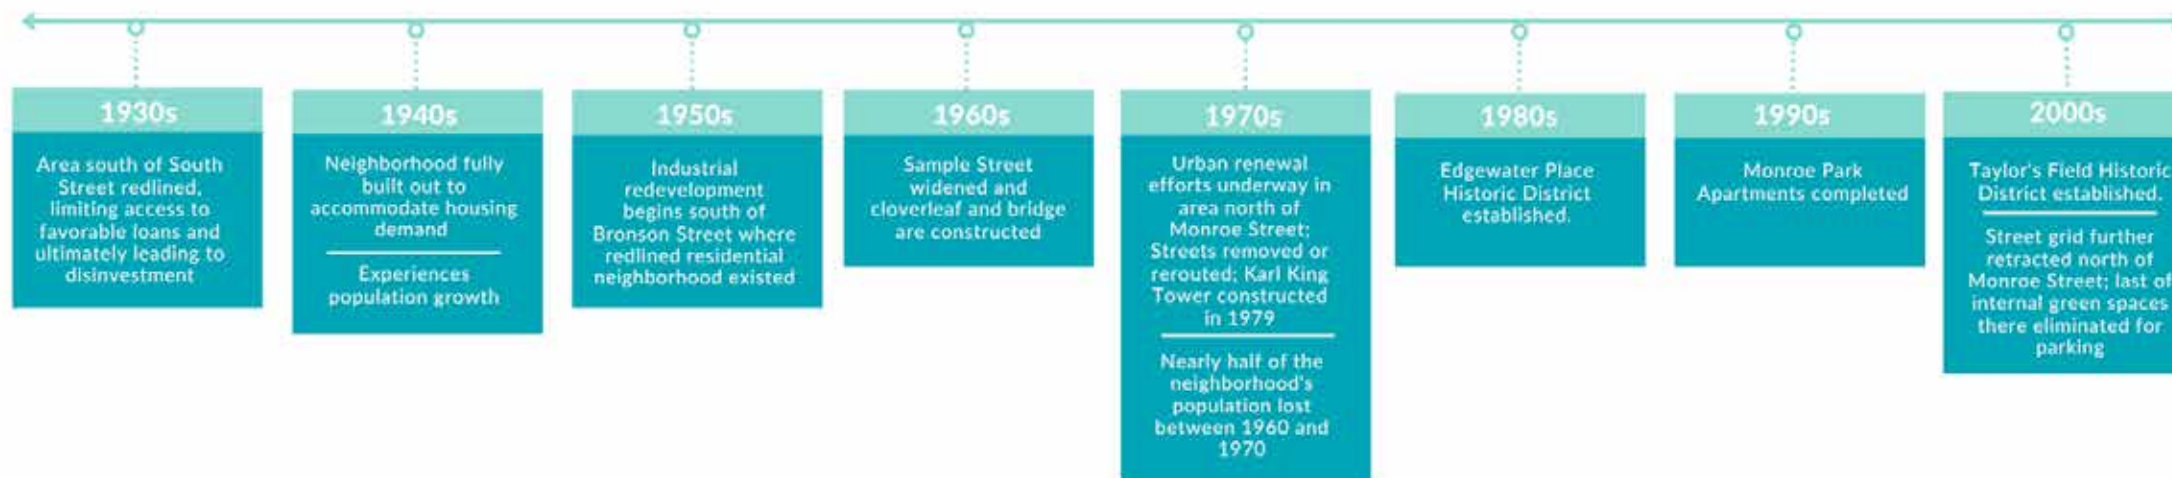 1930s
Area south of South
Street redlined,
limiting access to
favorable loans and
ultimately leading to
disinvestment
1940s
Neighborhood fully
built out to
accommodate housing
demand
Experiences
population growth
1950s
Industrial
redevelopment
begins south of
Bronson Street where
redlined residential
neighborhood existed
1960s
Sample Street
widened and
cloverleaf and bridge
are constructed
1970s
Urban renewal
efforts underway in
area north of
Monroe Street;
Streets removed or
rerouted; Karl King
Tower constructed
in 1979
Nearly half of the
neighborhood's
population lost
between 1960 and
1970
1980s
Edgewater Place
Historic District
established.
1990s
Monroe Park
Apartments completed
2000s
Taylor's Field Historic
District established.
Street grid further
retracted north of
Monroe Street; last of
internal green spaces
there eliminated for
parking